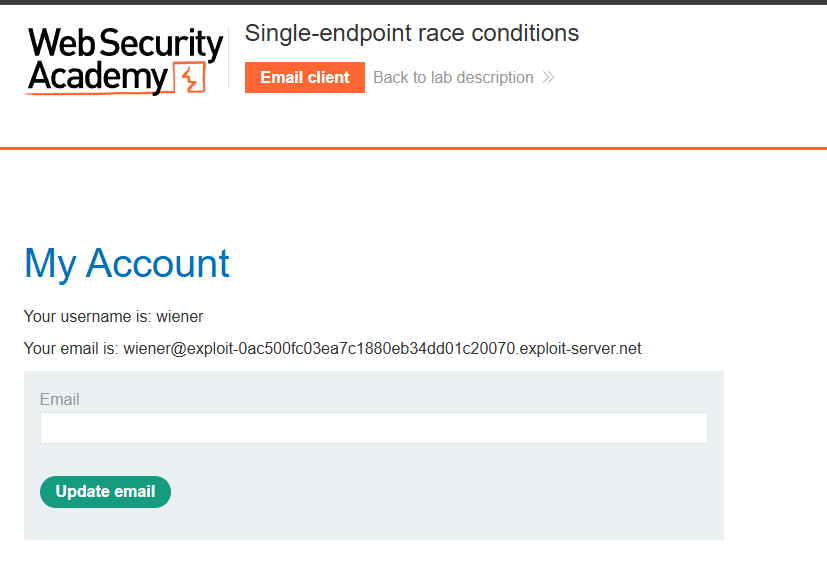 Web Security
Academy
Single-endpoint race conditions
Email client
Back to lab description
My Account
Your username is: wiener
Your email is: wiener@exploit-0ac500fc03ea7c1880eb34dd01c20070.exploit-server.net
Email
Update email